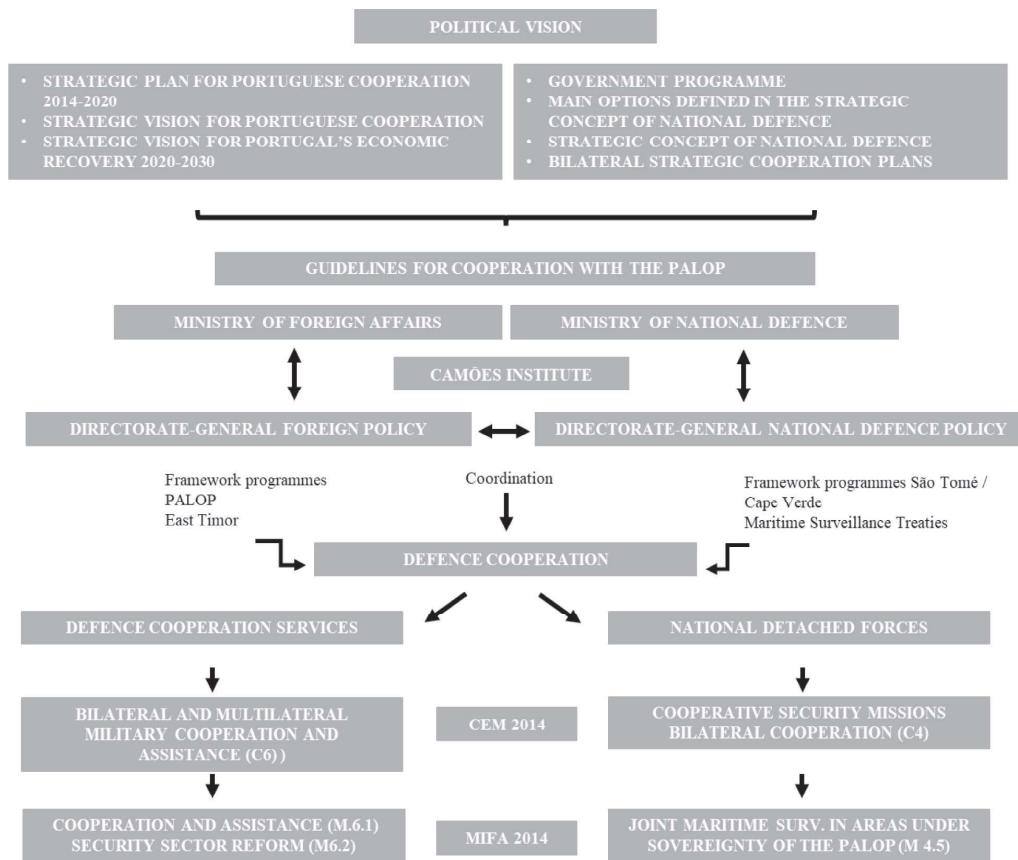 POLITICAL VISION
• STRATEGIC PLAN FOR PORTUGUESE COOPERATION
2014-2020
• STRATEGIC VISION FOR PORTUGUESE COOPERATION
• STRATEGIC VISION FOR PORTUGAL'S ECONOMIC
RECOVERY 2020-2030
• GOVERNMENT PROGRAMME
• MAIN OPTIONS DEFINED IN THE STRATEGIC
CONCEPT OF NATIONAL DEFENCE
• STRATEGIC CONCEPT OF NATIONAL DEFENCE
• BILATERAL STRATEGIC COOPERATION PLANS
GUIDELINES FOR COOPERATION WITH THE PALOP
MINISTRY OF FOREIGN AFFAIRS
MINISTRY OF NATIONAL DEFENCE
CAMÕES INSTITUTE
DIRECTORATE-GENERAL FOREIGN POLICY
DIRECTORATE-GENERAL NATIONAL DEFENCE POLICY
Framework programmes
PALOP
East Timor
Coordination
Framework programmes São Tomé /
Cape Verde
Maritime Surveillance Treaties
DEFENCE COOPERATION
DEFENCE COOPERATION SERVICES
NATIONAL DETACHED FORCES
BILATERAL AND MULTILATERAL
MILITARY COOPERATION AND
ASSISTANCE (C6) )
CEM 2014
COOPERATIVE SECURITY MISSIONS
BILATERAL COOPERATION (C4)
COOPERATION AND ASSISTANCE (M.6.1)
SECURITY SECTOR REFORM (M6.2)
MIFA 2014
JOINT MARITIME SURV. IN AREAS UNDER
SOVEREIGNTY OF THE PALOP (M 4.5)